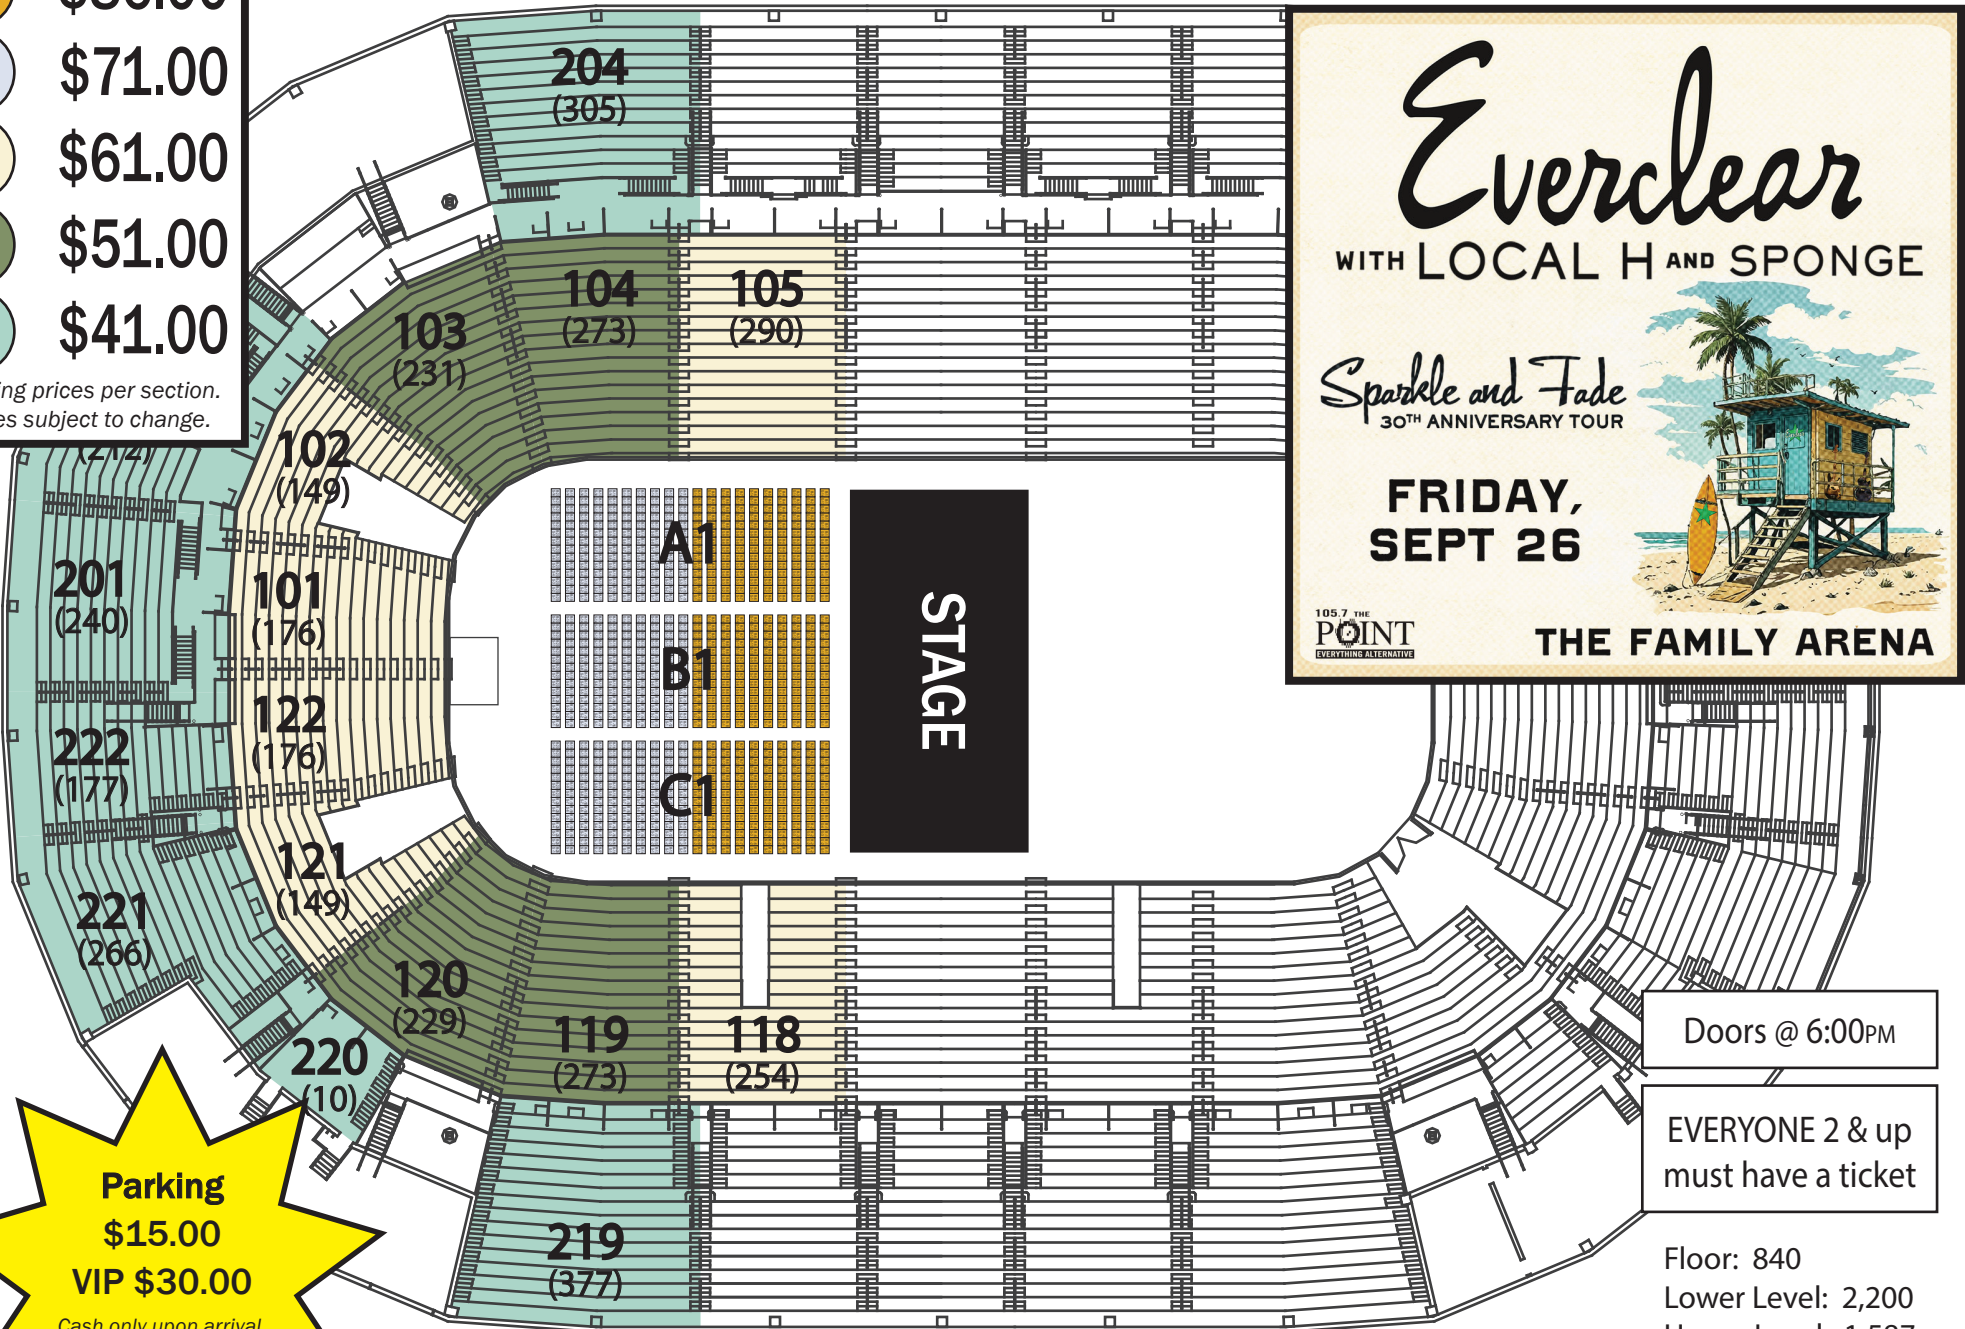 $71.00
$61.00
$51.00
$41.00
prices per section.
subject to change.
204
(305)
104
(273)
105
(290)
103
(231)
102
(149)
(212)
201
(240)
101
(176)
122
(176)
222
(177)
121
(149)
221
(266)
120
(229)
220
(10)
119
(273)
118
(254)
219
(377)
A1
B1
C1
STAGE
Everclear
WITH LOCAL H AND SPONGE
Sparkle and Fade
30TH ANNIVERSARY TOUR
FRIDAY,
SEPT 26
105.7 THE
POINT
EVERYTHING ALTERNATIVE
THE FAMILY ARENA
Parking
$15.00
VIP $30.00
Cash only upon arrival
Doors @ 6:00PM
EVERYONE 2 & up
must have a ticket
Floor: 840
Lower Level: 2,200